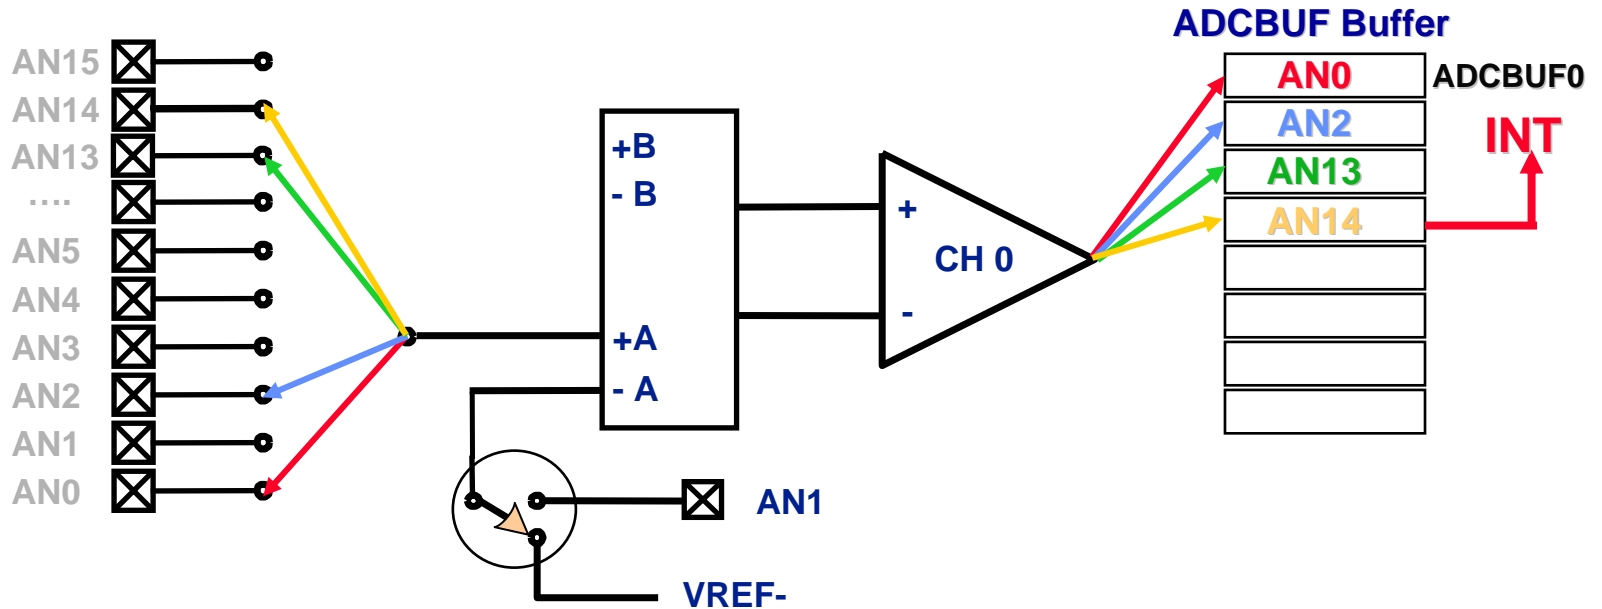 ADCBUF Buffer
AN15
AN14
AN13
....
AN5
AN4
AN3
AN2
AN1
AN0
+B
- B
+A
- A
+
CH 0
-
AN0
ADCBUF0
AN2
INT
AN13
AN14
AN1
VREF-